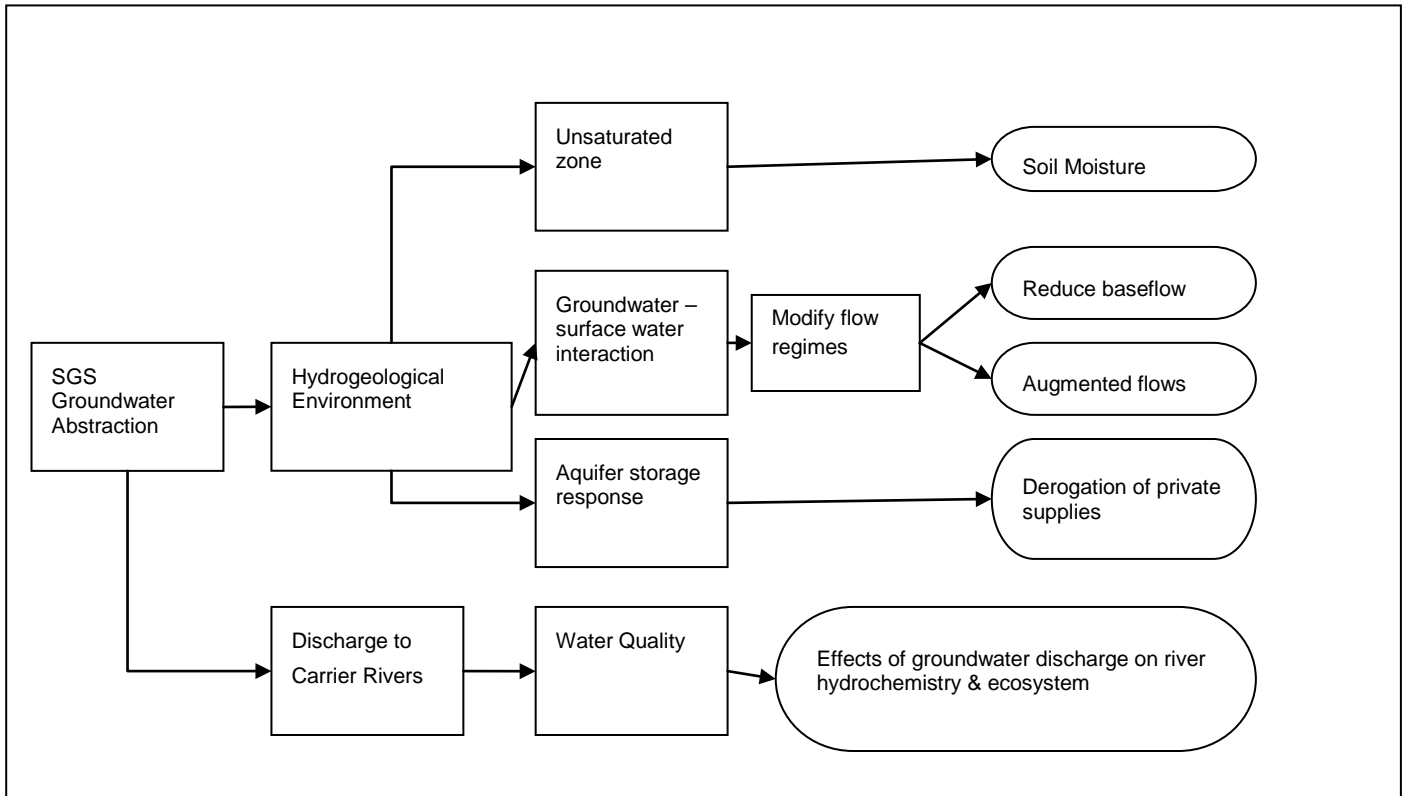 Unsaturated
zone
Soil Moisture
Groundwater –
surface water
interaction
Modify flow
regimes
Reduce baseflow
Augmented flows
SGS
Groundwater
Abstraction
Hydrogeological
Environment
Aquifer storage
response
Derogation of private
supplies
Discharge to
Carrier Rivers
Water Quality
Effects of groundwater discharge on river
hydrochemistry & ecosystem